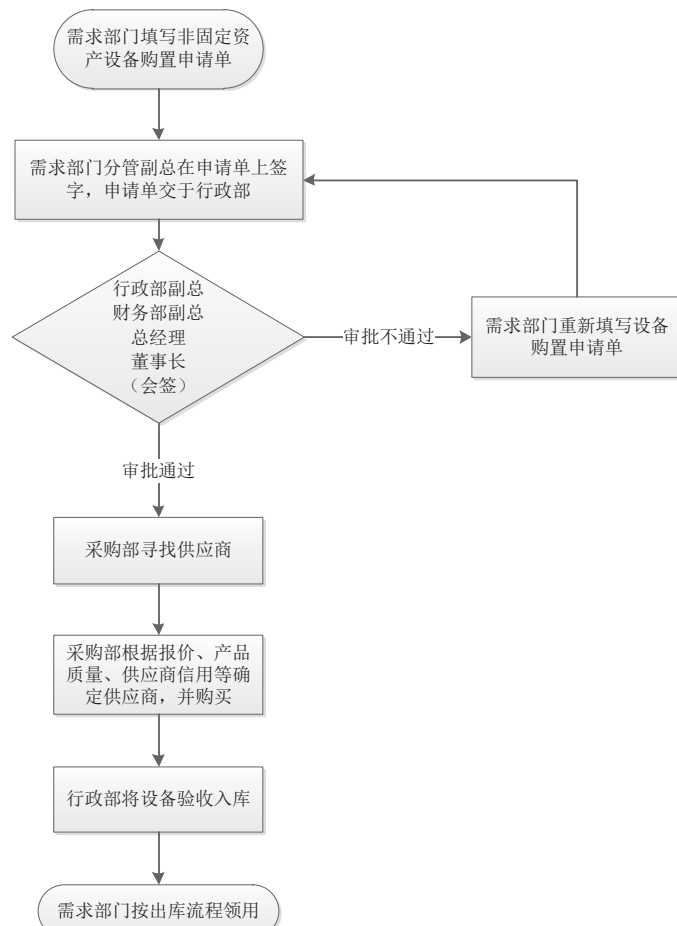 需求部门填写非固定资
产设备购置申请单
需求部门分管副总在申请单上签
字，申请单交于行政部
行政部副总
财务部副总
总经理
董事长
（会签）
审批不通过
需求部门重新填写设备
购置申请单
审批通过
采购部寻找供应商
采购部根据报价、产品
质量、供应商信用等确
定供应商，并购买
行政部将设备验收入库
需求部门按出库流程领用